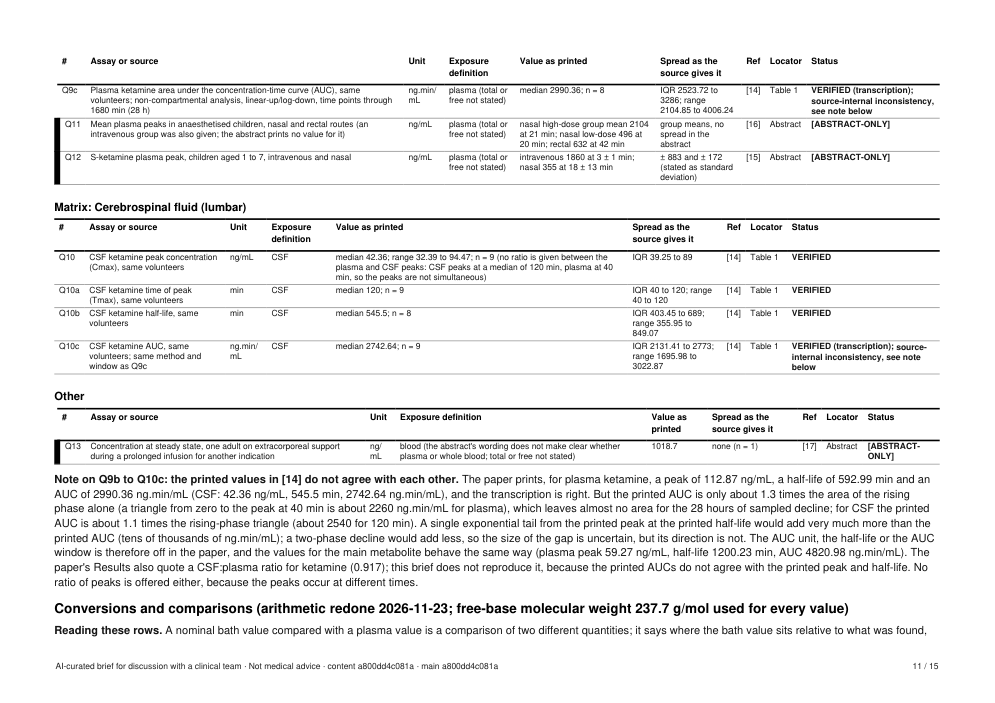 # Assay or source Unit Exposure definition Value as printed Spread as the source gives it Ref Locator Status
Q9c Plasma ketamine area under the concentration-time curve (AUC), same volunteers; non-compartmental analysis, linear-up/log-down, time points through 1680 min (28 h) ng.min/mL plasma (total or free not stated) median 2990.36; n = 8 IQR 2523.72 to 3286; range 2104.85 to 4006.24 [14] Table 1 VERIFIED (transcription); source-internal inconsistency, see note below
Q11 Mean plasma peaks in anaesthetised children, nasal and rectal routes (an intravenous group was also given; the abstract prints no value for it) ng/mL plasma (total or free not stated) nasal high-dose group mean 2104 at 21 min; nasal low-dose 496 at 20 min; rectal 632 at 42 min group means, no spread in the abstract [16] Abstract [ABSTRACT-ONLY]
Q12 S-ketamine plasma peak, children aged 1 to 7, intravenous and nasal ng/mL plasma (total or free not stated) intravenous 1860 at 3 ± 1 min; nasal 355 at 18 ± 13 min ± 883 and ± 172 (stated as standard deviation) [15] Abstract [ABSTRACT-ONLY]
Matrix: Cerebrospinal fluid (lumbar)
# Assay or source Unit Exposure definition Value as printed Spread as the source gives it Ref Locator Status
Q10 CSF ketamine peak concentration (Cmax), same volunteers ng/mL CSF median 42.36; range 32.39 to 94.47; n = 9 (no ratio is given between the plasma and CSF peaks: CSF peaks at a median of 120 min, plasma at 40 min, so the peaks are not simultaneous) IQR 39.25 to 89 [14] Table 1 VERIFIED
Q10a CSF ketamine time of peak (Tmax), same volunteers min CSF median 120; n = 9 IQR 40 to 120; range 40 to 120 [14] Table 1 VERIFIED
Q10b CSF ketamine half-life, same volunteers min CSF median 545.5; n = 8 IQR 403.45 to 689; range 355.95 to 849.07 [14] Table 1 VERIFIED
Q10c CSF ketamine AUC, same volunteers; same method and window as Q9c ng.min/mL CSF median 2742.64; n = 9 IQR 2131.41 to 2773; range 1695.98 to 3022.87 [14] Table 1 VERIFIED (transcription); source-internal inconsistency, see note below
Other
# Assay or source Unit Exposure definition Value as printed Spread as the source gives it Ref Locator Status
Q13 Concentration at steady state, one adult on extracorporeal support during a prolonged infusion for another indication ng/mL blood (the abstract's wording does not make clear whether plasma or whole blood; total or free not stated) 1018.7 none (n = 1) [17] Abstract [ABSTRACT-ONLY]
Note on Q9b to Q10c: the printed values in [14] do not agree with each other. The paper prints, for plasma ketamine, a peak of 112.87 ng/mL, a half-life of 592.99 min and an
AUC of 2990.36 ng.min/mL (CSF: 42.36 ng/mL, 545.5 min, 2742.64 ng.min/mL), and the transcription is right. But the printed AUC is only about 1.3 times the area of the rising
phase alone (a triangle from zero to the peak at 40 min is about 2260 ng.min/mL for plasma), which leaves almost no area for the 28 hours of sampled decline; for CSF the printed
AUC is about 1.1 times the rising-phase triangle (about 2540 for 120 min). A single exponential tail from the printed peak at the printed half-life would add very much more than the
printed AUC (tens of thousands of ng.min/mL); a two-phase decline would add less, so the size of the gap is uncertain, but its direction is not. The AUC unit, the half-life or the AUC
window is therefore off in the paper, and the values for the main metabolite behave the same way (plasma peak 59.27 ng/mL, half-life 1200.23 min, AUC 4820.98 ng.min/mL). The
paper's Results also quote a CSF:plasma ratio for ketamine (0.917); this brief does not reproduce it, because the printed AUCs do not agree with the printed peak and half-life. No
ratio of peaks is offered either, because the peaks occur at different times.
Conversions and comparisons (arithmetic redone 2026-11-23; free-base molecular weight 237.7 g/mol used for every value)
Reading these rows. A nominal bath value compared with a plasma value is a comparison of two different quantities; it says where the bath value sits relative to what was found,
AI-curated brief for discussion with a clinical team · Not medical advice · content a800dd4c081a · main a800dd4c081a 11 / 15